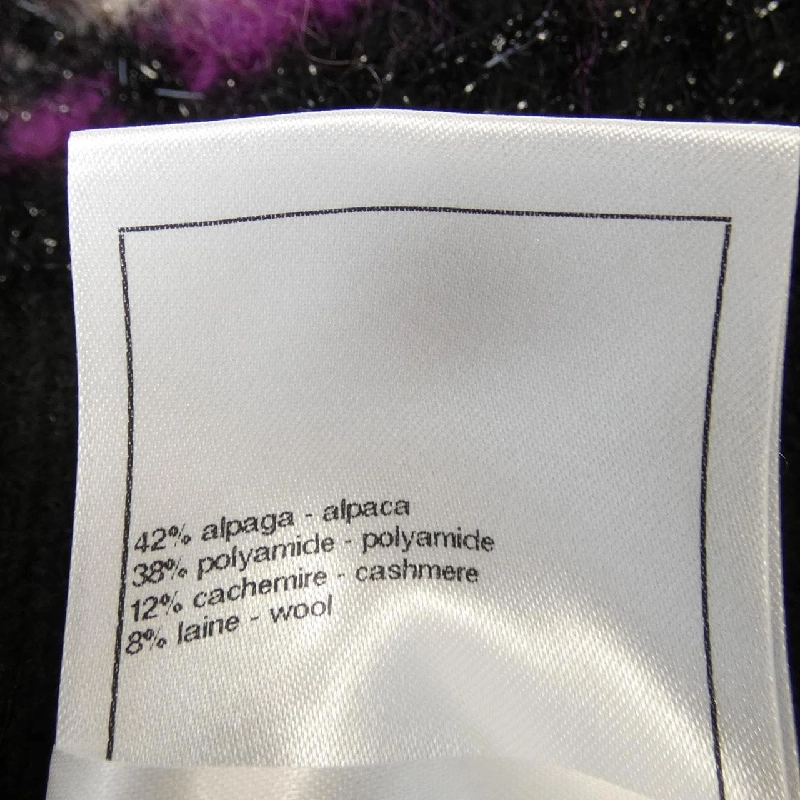 42% alpaga - alpaca
38% polyamide - polyamide
12% cachemire - cashmere
8% laine - wool